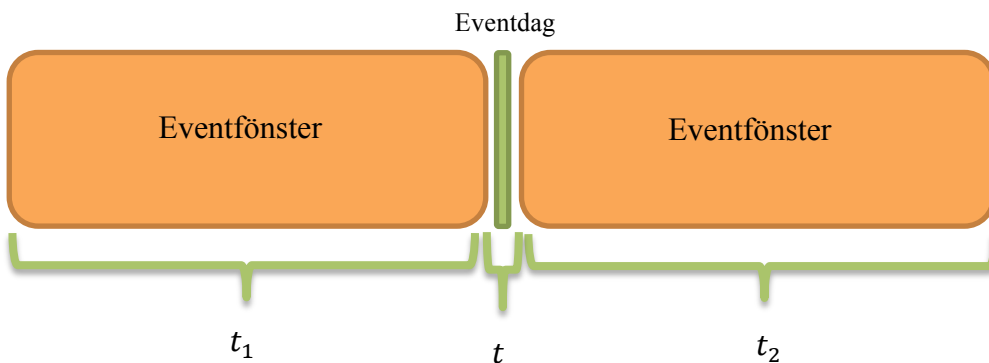 Eventdag
Eventfönster
Eventfönster
t₁
t
t₂